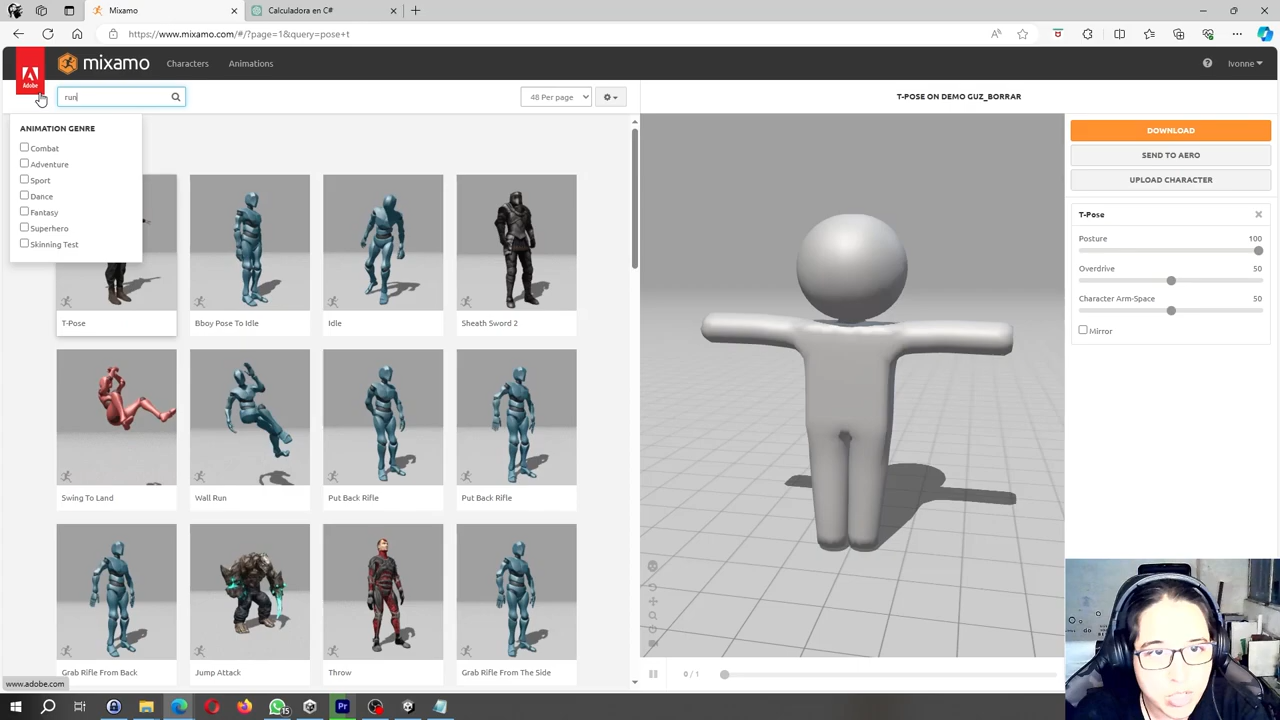 Mixamo
Calculadora en C#
https://www.mixamo.com/#/?page=1&query=pose+t
Adobe
mixamo
Characters
Animations
Ivonne
run
48 Per page
T-POSE ON DEMO GUZ_BORRAR
ANIMATION GENRE
Combat
Adventure
Sport
Dance
Fantasy
Superhero
Skinning Test
DOWNLOAD
SEND TO AERO
UPLOAD CHARACTER
T-Pose
Posture 100
Overdrive 50
Character Arm-Space 50
Mirror
T-Pose
Bboy Pose To Idle
Idle
Sheath Sword 2
Swing To Land
Wall Run
Put Back Rifle
Put Back Rifle
Grab Rifle From Back
Jump Attack
Throw
Grab Rifle From The Side
0 / 1
www.adobe.com
15
Pr